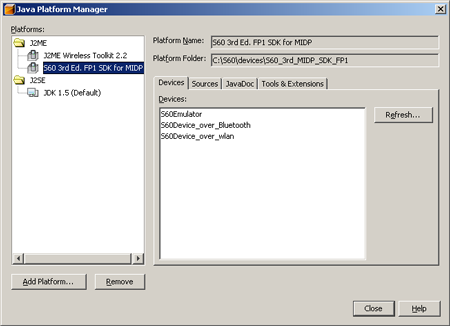 Java Platform Manager
Platforms:
J2ME
J2ME Wireless Toolkit 2.2
S60 3rd Ed. FP1 SDK for MIDP
J2SE
JDK 1.5 (Default)
Add Platform...
Remove
Platform Name:
S60 3rd Ed. FP1 SDK for MIDP
Platform Folder:
C:\S60\devices\S60_3rd_MIDP_SDK_FP1
Devices
Sources
JavaDoc
Tools & Extensions
Devices:
S60Emulator
S60Device_over_Bluetooth
S60Device_over_wlan
Refresh...
Close
Help